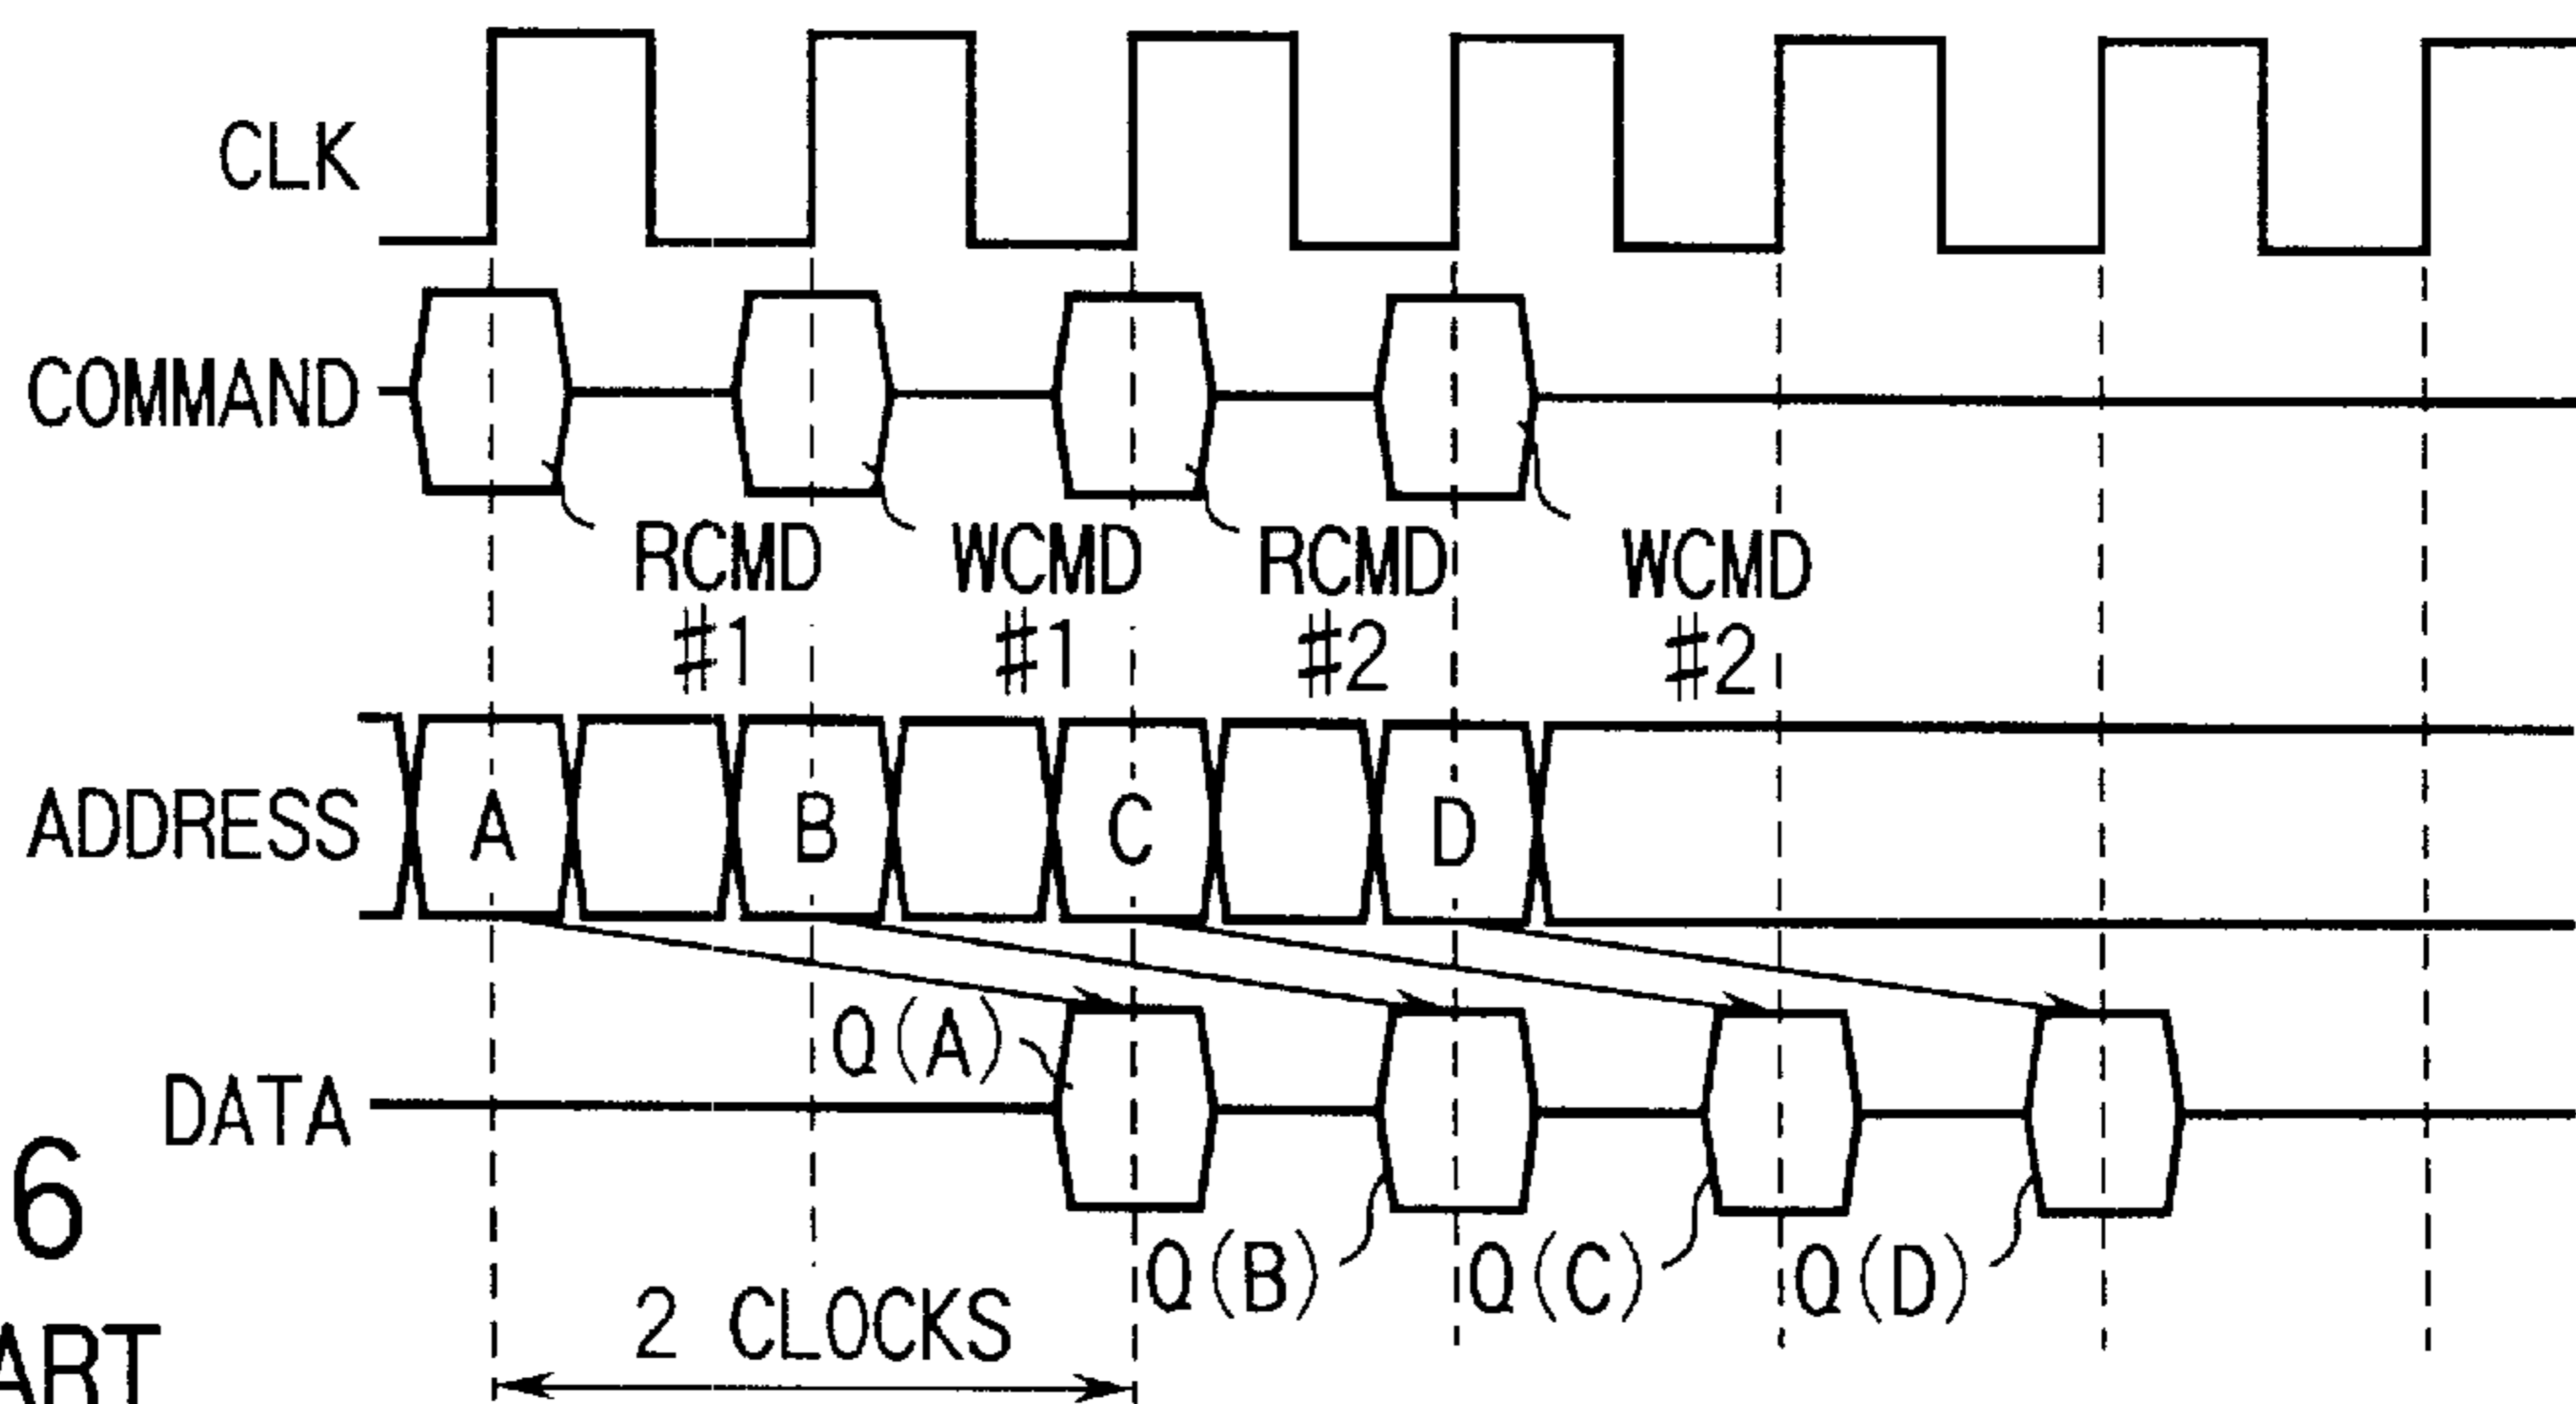 CLK
COMMAND
RCMD WCMD RCMD WCMD
#1 #1 #2 #2
ADDRESS A B C D
Q(A)
DATA
6
Q(B) Q(C) Q(D)
2 CLOCKS
ART